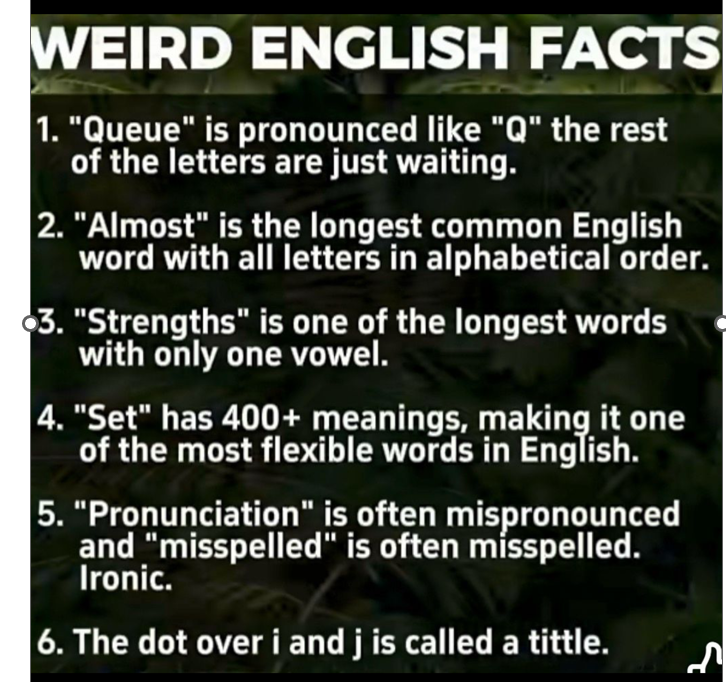 WEIRD ENGLISH FACTS
1. "Queue" is pronounced like "Q" the rest
of the letters are just waiting.
2. "Almost" is the longest common English
word with all letters in alphabetical order.
3. "Strengths" is one of the longest words
with only one vowel.
4. "Set" has 400+ meanings, making it one
of the most flexible words in English.
5. "Pronunciation" is often mispronounced
and "misspelled" is often misspelled.
Ironic.
6. The dot over i and j is called a tittle.